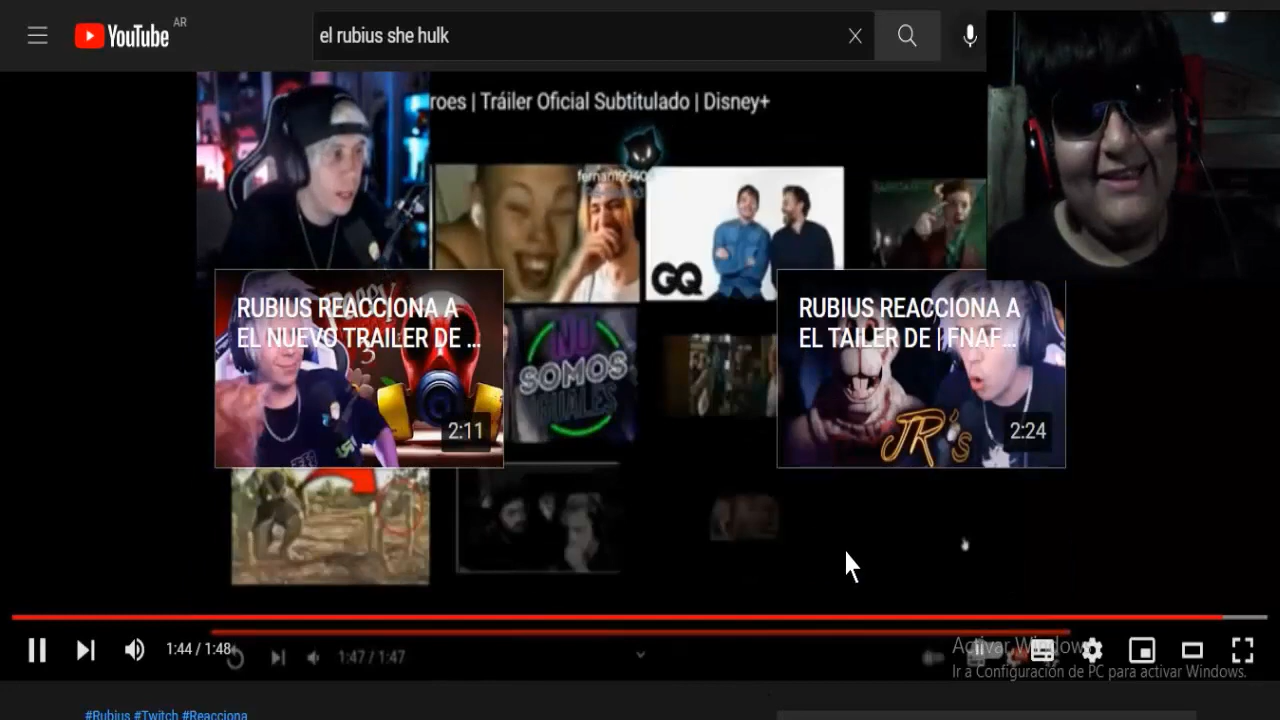 AR
YouTube
el rubius she hulk
roes | Tráiler Oficial Subtitulado | Disney+
GQ
RUBIUS REACCIONA A
EL NUEVO TRAILER DE ...
3
2:11
SOMOS
RUBIUS REACCIONA A
EL TAILER DE | FNAF...
JR's
2:24
1:44 / 1:48
1:47 / 1:47
Activar Windows
Ir a Configuración de PC para activar Windows.
#Rubius #Twitch #Reacciona